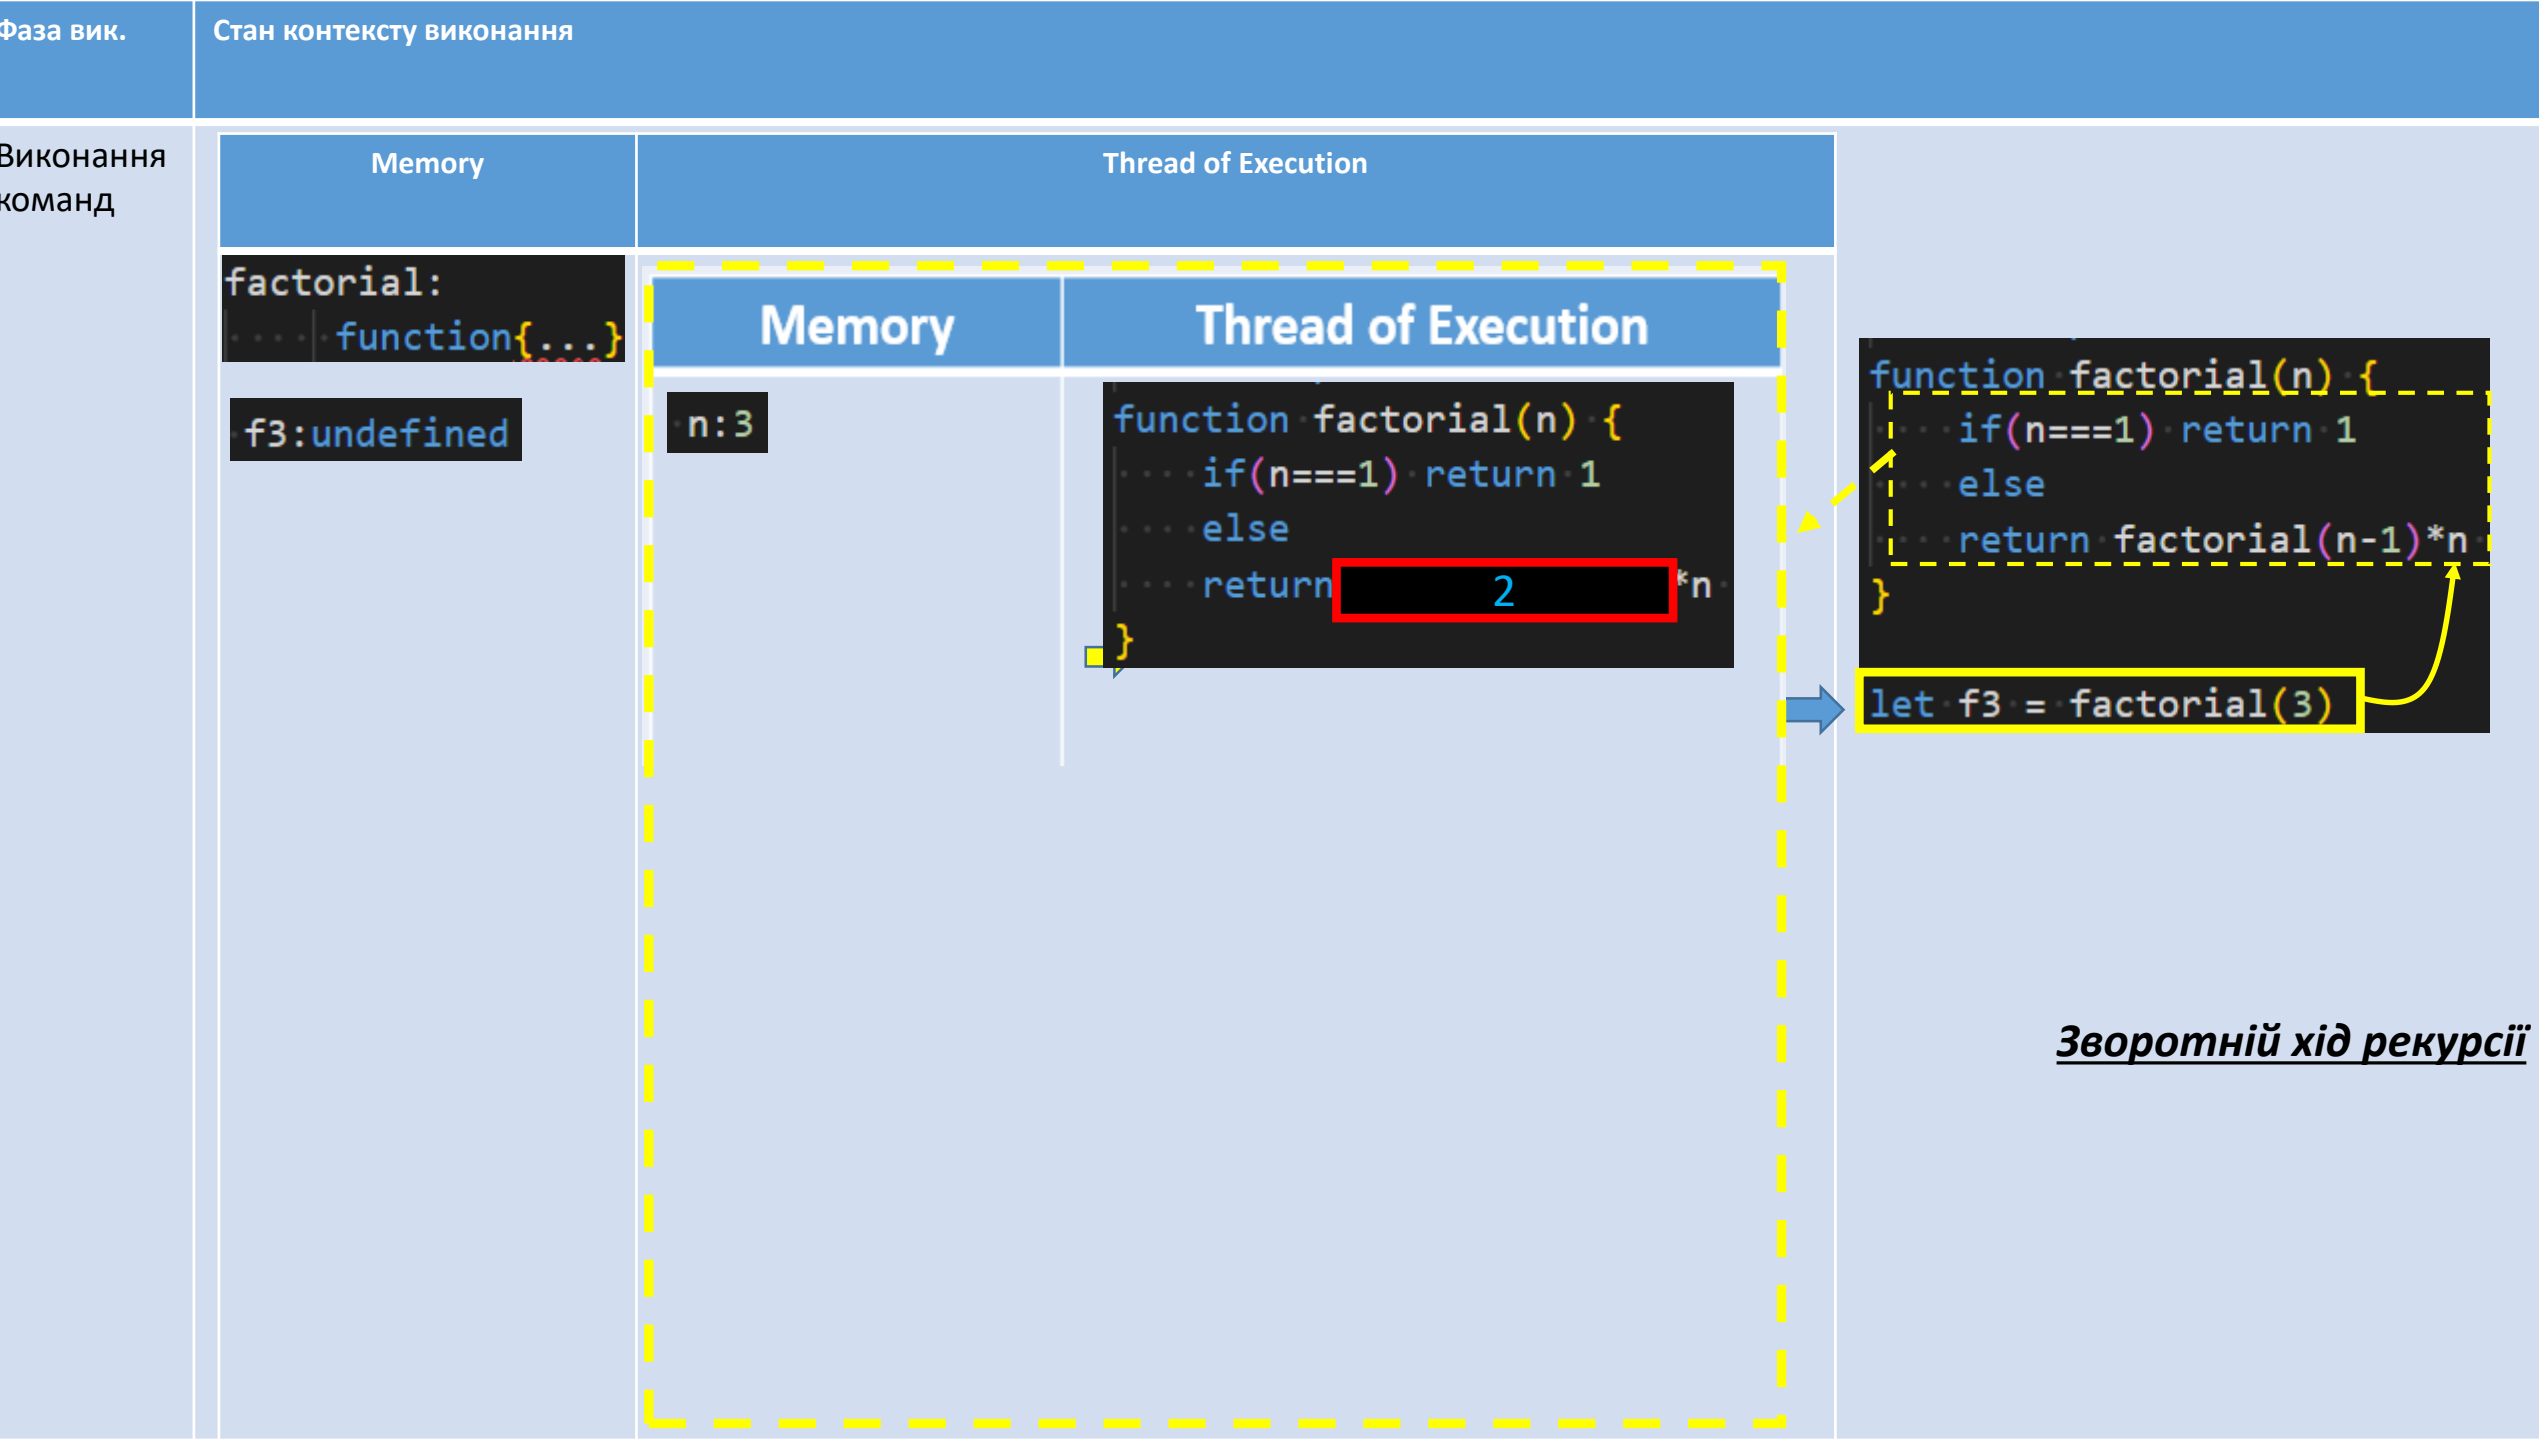 Фаза вик.
Стан контексту виконання
Виконання
команд
Memory
Thread of Execution
factorial:
function{...}
f3:undefined
Memory
Thread of Execution
n:3
function factorial(n) {
if(n===1) return 1
else
return 2 *n
}
function factorial(n) {
if(n===1) return 1
else
return factorial(n-1)*n
}
let f3 = factorial(3)
Зворотній хід рекурсії